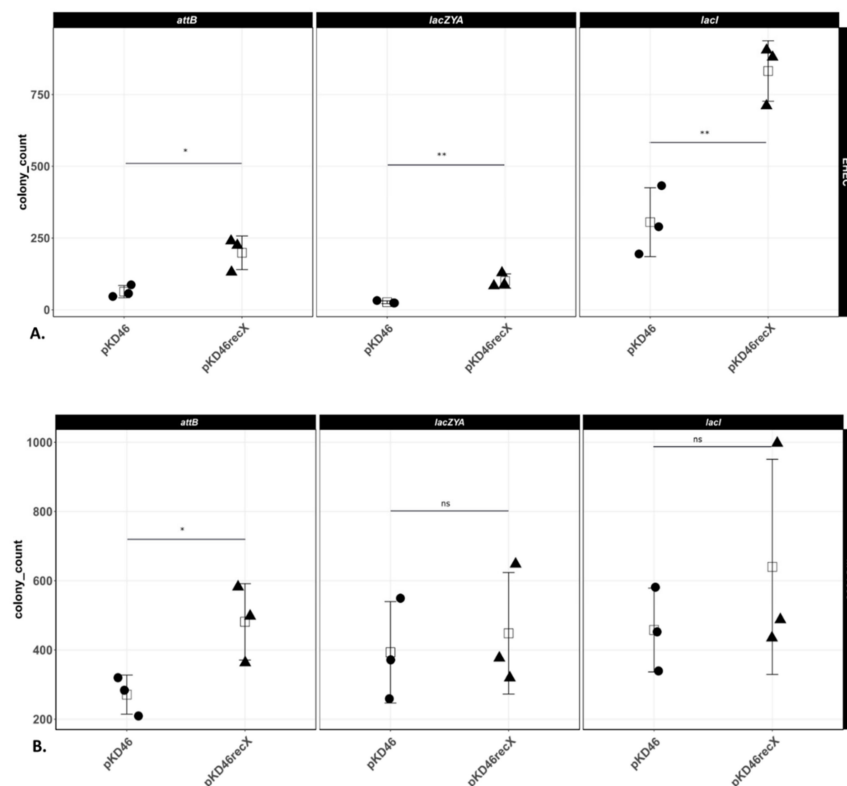 attB lacZYA lacI
*
**
**
750
500
250
0
colony_count
EHEC
pKD46 pKD46recX pKD46 pKD46recX pKD46 pKD46recX
A.
attB lacZYA lacI
*
ns
ns
1000
800
600
400
200
colony_count
pKD46 pKD46recX pKD46 pKD46recX pKD46 pKD46recX
B.